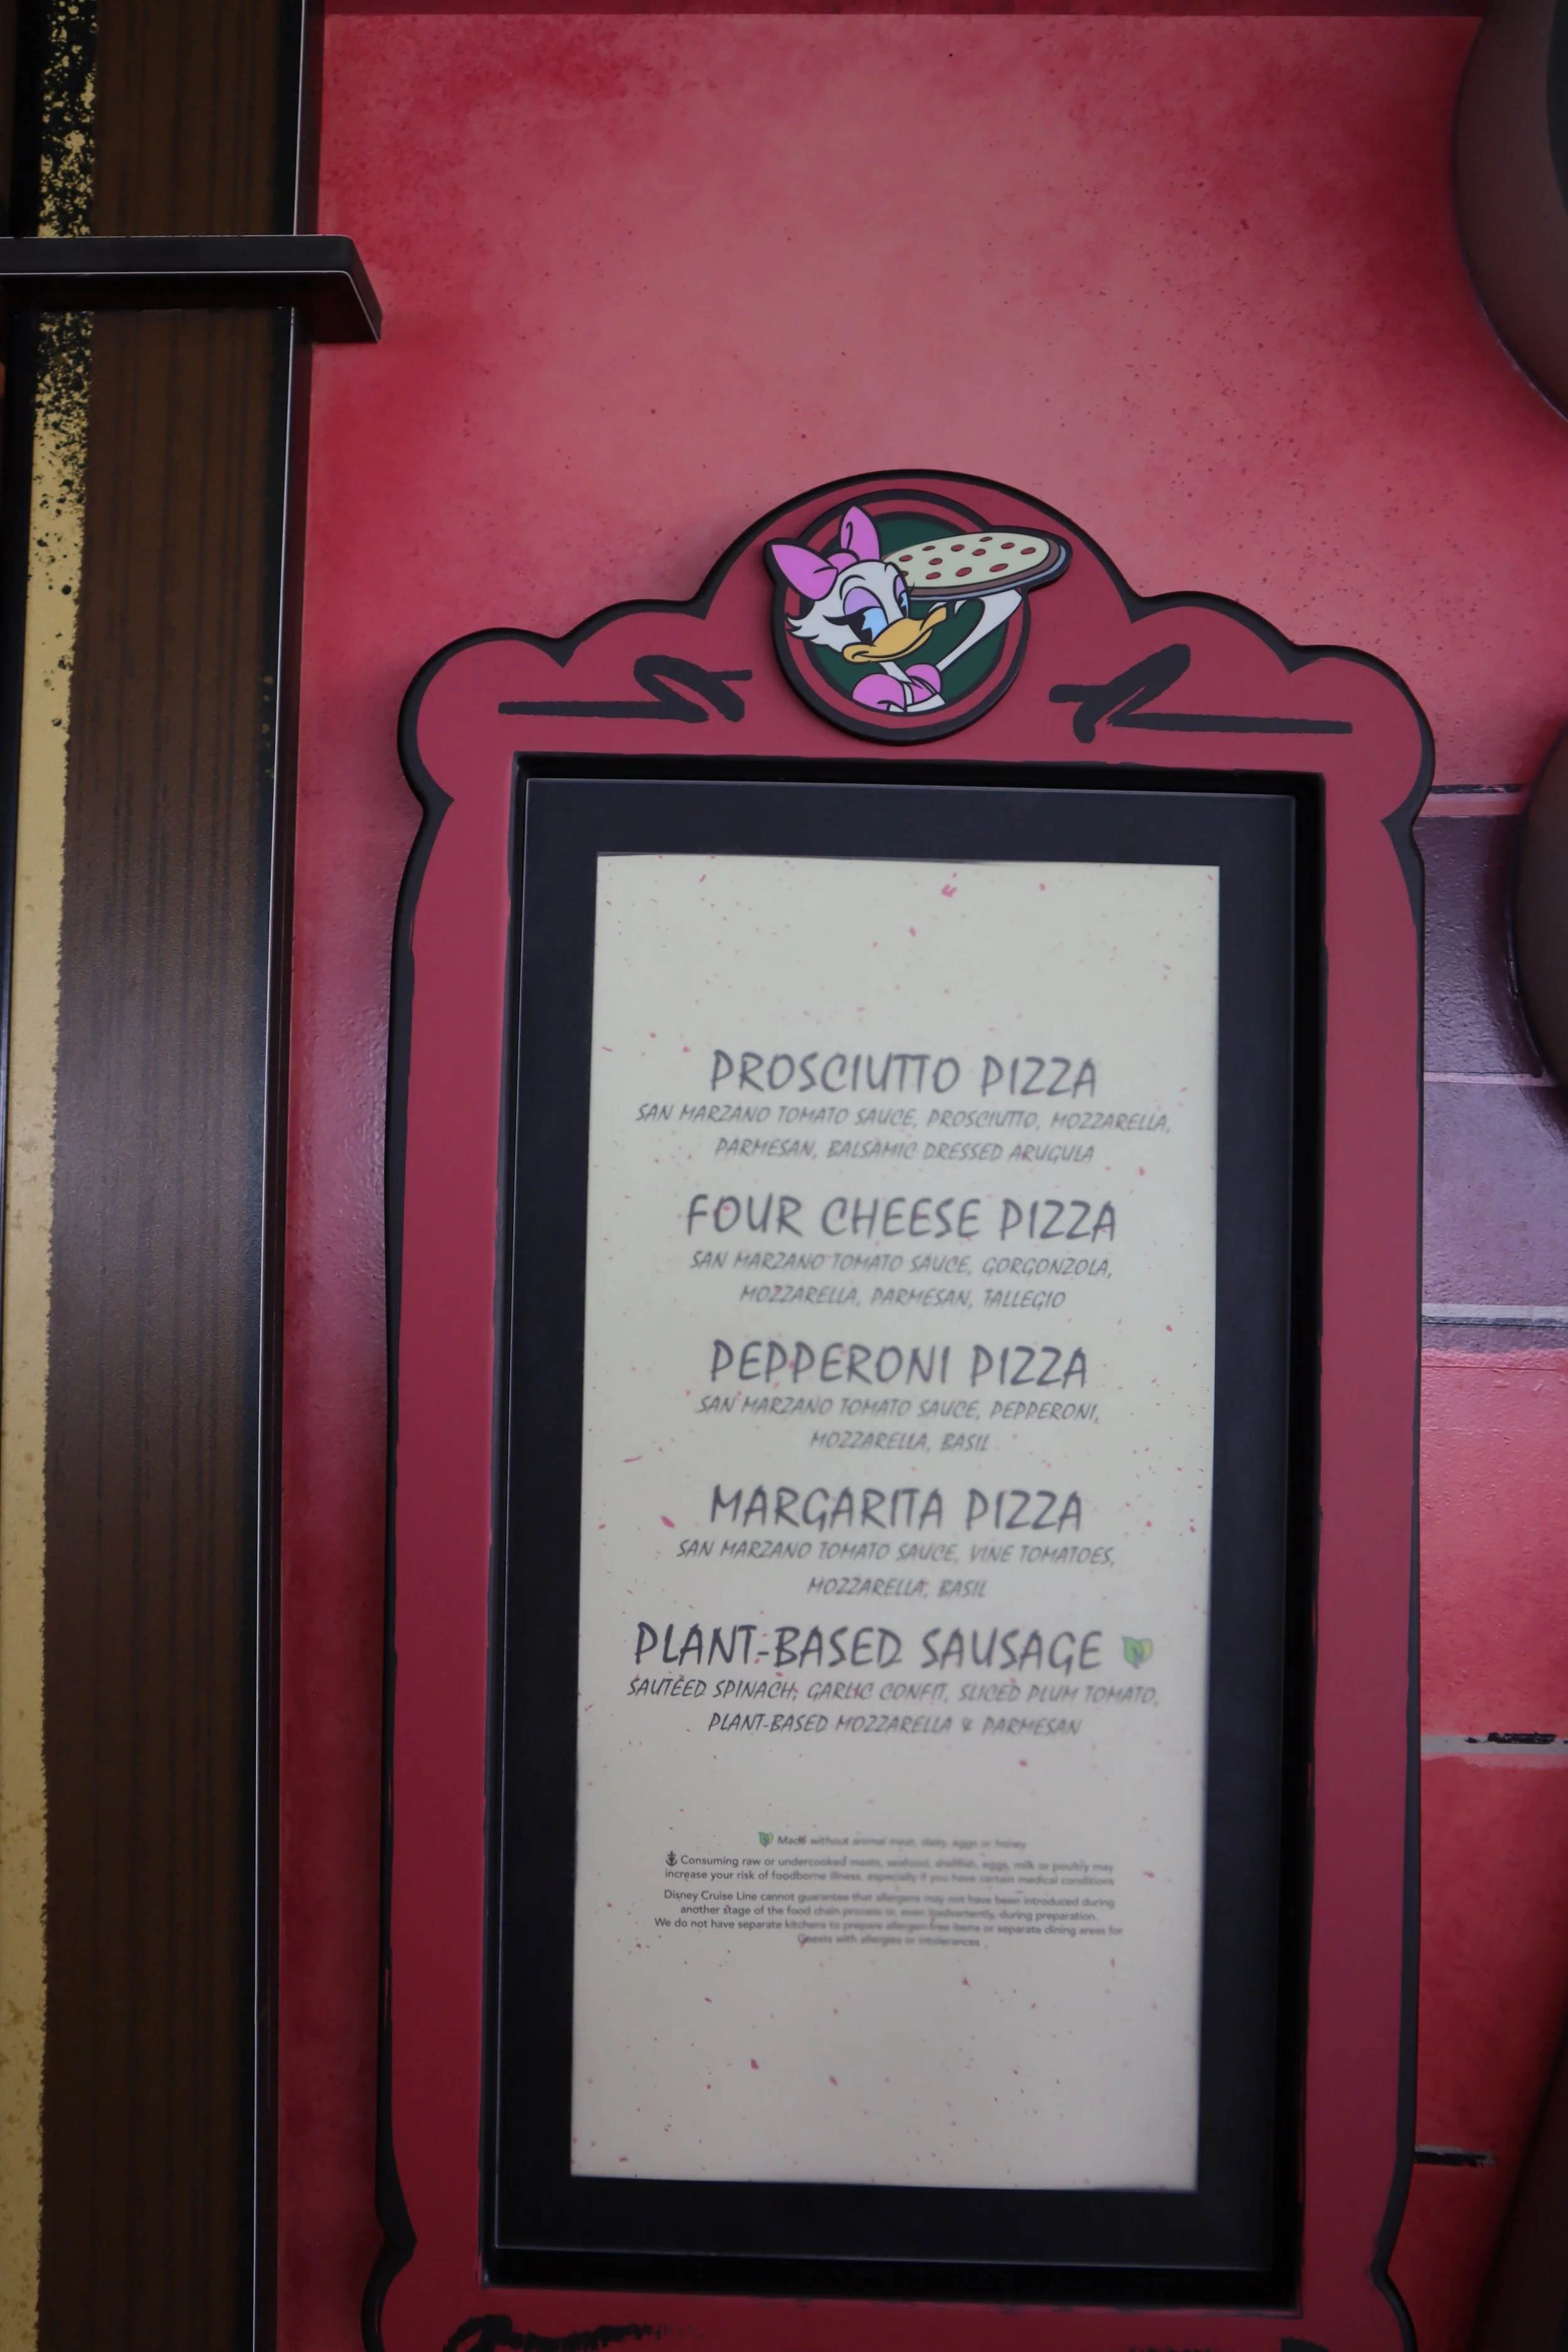 PROSCIUTTO PIZZA
SAN MARZANO TOMATO SAUCE, PROSCIUTTO, MOZZARELLA,
PARMESAN, BALSAMIC DRESSED ARUGULA
FOUR CHEESE PIZZA
SAN MARZANO TOMATO SAUCE, GORGONZOLA,
MOZZARELLA, PARMESAN, TALLEGIO
PEPPERONI PIZZA
SAN MARZANO TOMATO SAUCE, PEPPERONI,
MOZZARELLA, BASIL
MARGARITA PIZZA
SAN MARZANO TOMATO SAUCE, VINE TOMATOES,
MOZZARELLA, BASIL
PLANT-BASED SAUSAGE
SAUTÉED SPINACH, GARLIC CONFIT, SLICED PLUM TOMATO,
PLANT-BASED MOZZARELLA & PARMESAN
Made without animal meat, dairy, eggs or honey
Consuming raw or undercooked meats, seafood, shellfish, eggs, milk or poultry may
increase your risk of foodborne illness, especially if you have certain medical conditions
Disney Cruise Line cannot guarantee that allergens may not have been introduced during
another stage of the food chain process or, even inadvertently, during preparation.
We do not have separate kitchens to prepare allergen-free items or separate dining areas for
Guests with allergies or intolerances